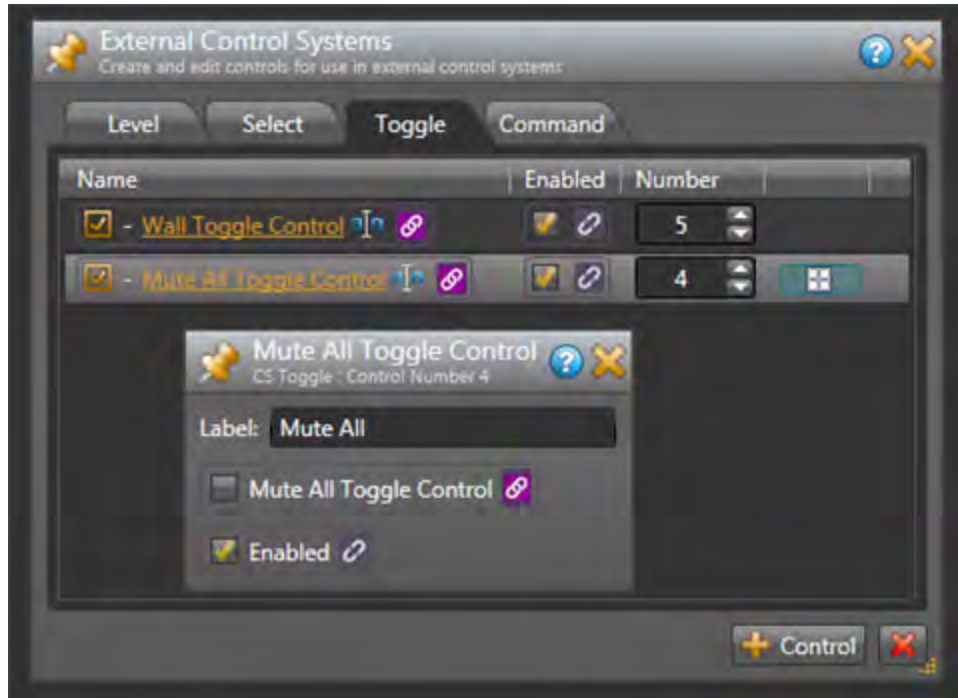 External Control Systems
Create and edit controls for use in external control systems
Level Select Toggle Command
Name Enabled Number
- Wall Toggle Control 5
- Mute All Toggle Control 4
Mute All Toggle Control
CS Toggle : Control Number 4
Label: Mute All
Mute All Toggle Control
Enabled
Control